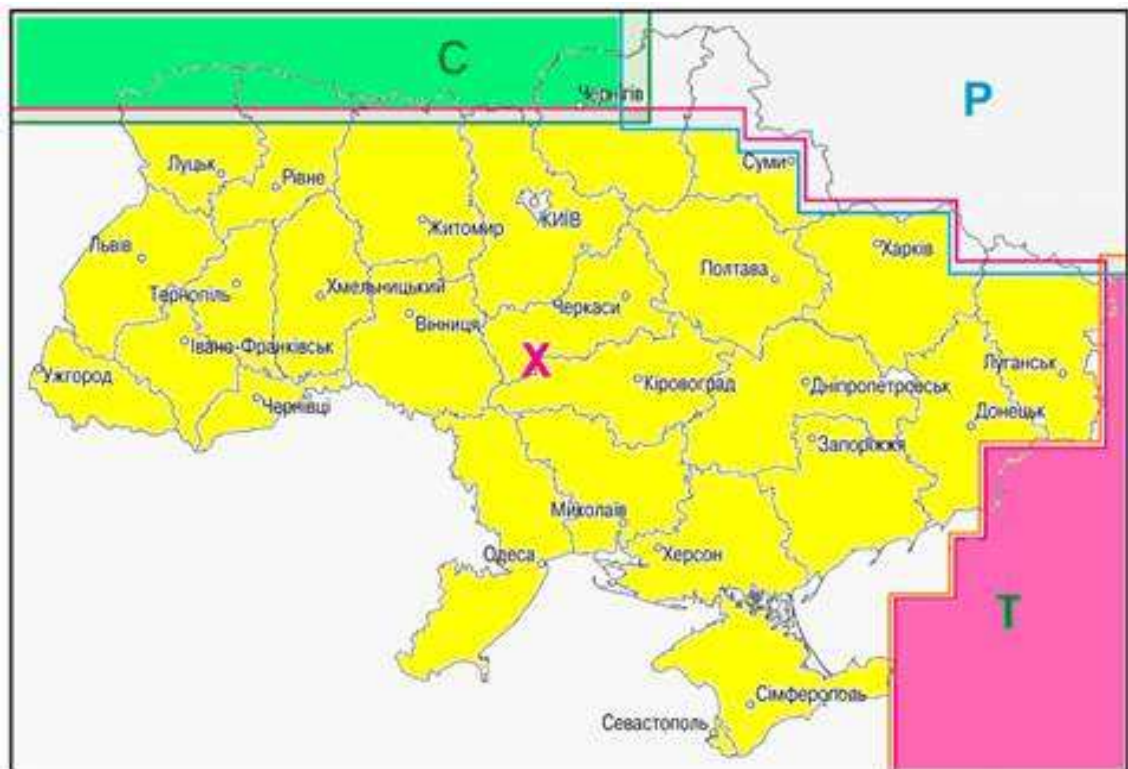 С
Чернігів
Р
Суми
Луцьк
Рівне
КИЇВ
Житомир
Харків
Львів
Полтава
Тернопіль
Хмельницький
Черкаси
Вінниця
Івано-Франківськ
Х
Луганськ
Ужгород
Кіровоград
Дніпропетровськ
Чернівці
Донецьк
Запоріжжя
Миколаїв
Одеса
Херсон
Т
Сімферополь
Севастополь